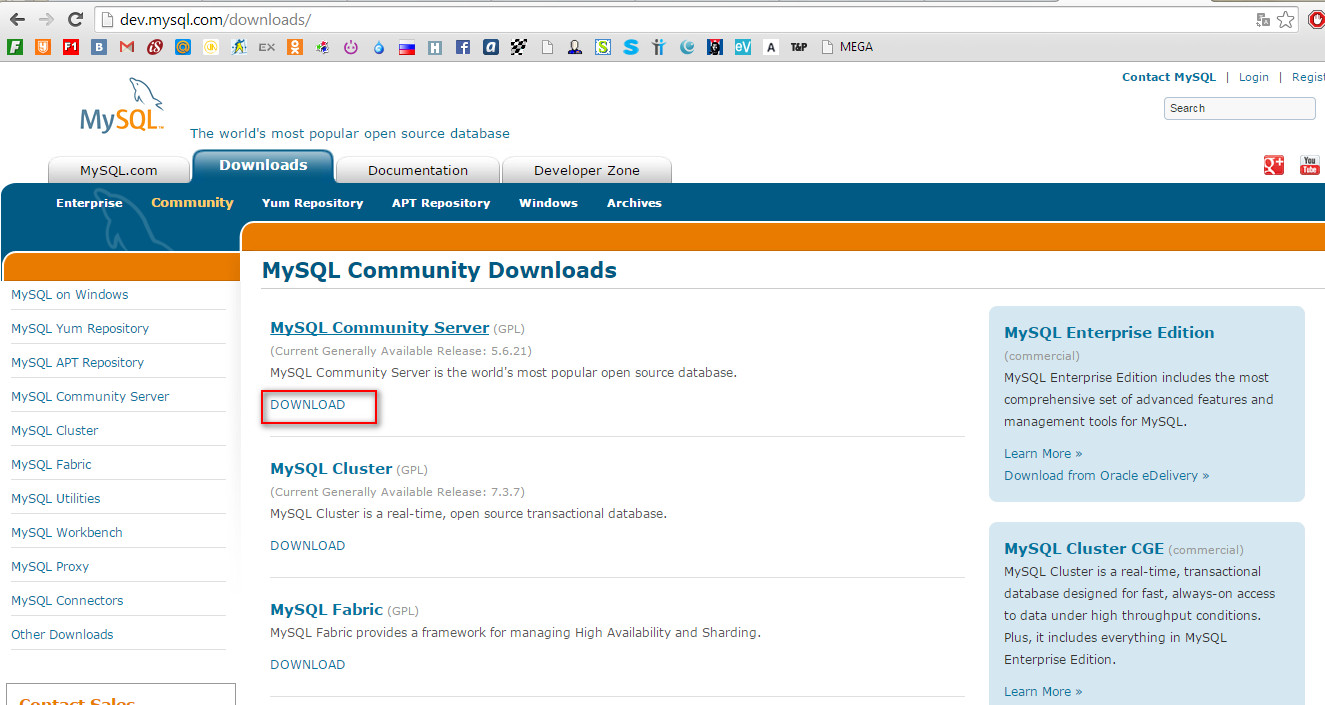 dev.mysql.com/downloads/
EX
T&P
MEGA
Contact MySQL | Login | Regist
Search
MySQL™
The world's most popular open source database
MySQL.com
Downloads
Documentation
Developer Zone
You Tube
Enterprise
Community
Yum Repository
APT Repository
Windows
Archives
MySQL on Windows
MySQL Yum Repository
MySQL APT Repository
MySQL Community Server
MySQL Cluster
MySQL Fabric
MySQL Utilities
MySQL Workbench
MySQL Proxy
MySQL Connectors
Other Downloads
Contact Sales
MySQL Community Downloads
MySQL Community Server (GPL)
(Current Generally Available Release: 5.6.21)
MySQL Community Server is the world's most popular open source database.
DOWNLOAD
MySQL Cluster (GPL)
(Current Generally Available Release: 7.3.7)
MySQL Cluster is a real-time, open source transactional database.
DOWNLOAD
MySQL Fabric (GPL)
MySQL Fabric provides a framework for managing High Availability and Sharding.
DOWNLOAD
MySQL Enterprise Edition
(commercial)
MySQL Enterprise Edition includes the most
comprehensive set of advanced features and
management tools for MySQL.
Learn More »
Download from Oracle eDelivery »
MySQL Cluster CGE (commercial)
MySQL Cluster is a real-time, transactional
database designed for fast, always-on access
to data under high throughput conditions.
Plus, it includes everything in MySQL
Enterprise Edition.
Learn More »